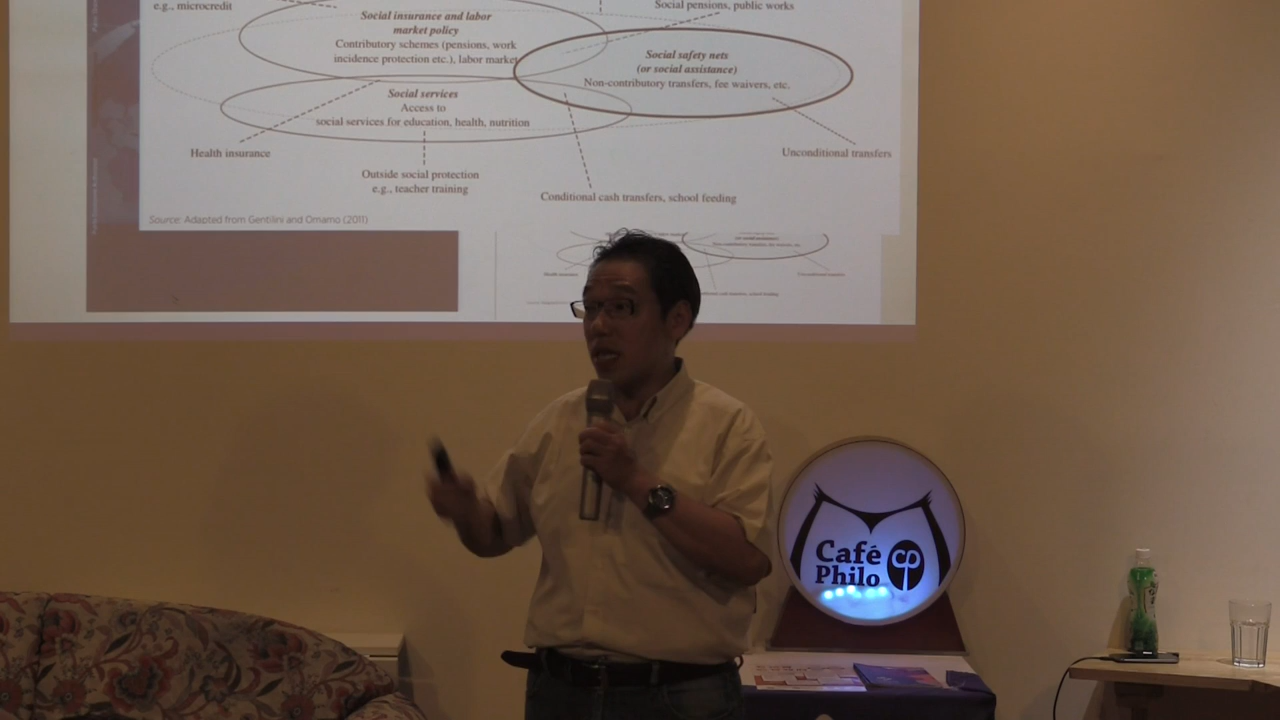 e.g., microcredit
Social pensions, public works
Social insurance and labor
market policy
Contributory schemes (pensions, work
incidence protection etc.), labor market
Social safety nets
(or social assistance)
Non-contributory transfers, fee waivers, etc.
Social services
Access to
social services for education, health, nutrition
Health insurance
Unconditional transfers
Outside social protection
e.g., teacher training
Conditional cash transfers, school feeding
Source: Adapted from Gentilini and Omamo (2011)
Café
Philo
cp